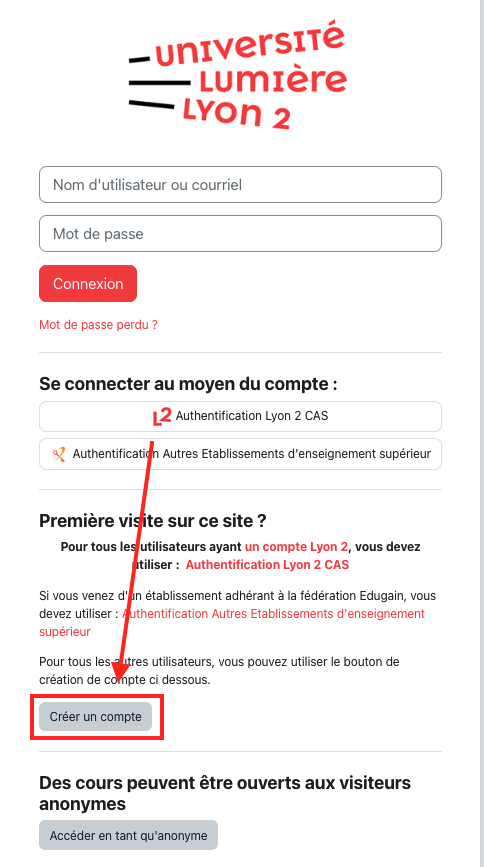 université
Lumière
Lyon 2
Nom d'utilisateur ou courriel
Mot de passe
Connexion
Mot de passe perdu ?
Se connecter au moyen du compte :
L2 Authentification Lyon 2 CAS
Authentification Autres Etablissements d'enseignement supérieur
Première visite sur ce site ?
Pour tous les utilisateurs ayant un compte Lyon 2, vous devez
utiliser : Authentification Lyon 2 CAS
Si vous venez d'un établissement adhérant à la fédération Edugain, vous
devez utiliser : Authentification Autres Etablissements d'enseignement
supérieur
Pour tous les autres utilisateurs, vous pouvez utiliser le bouton de
création de compte ci dessous.
Créer un compte
Des cours peuvent être ouverts aux visiteurs
anonymes
Accéder en tant qu'anonyme